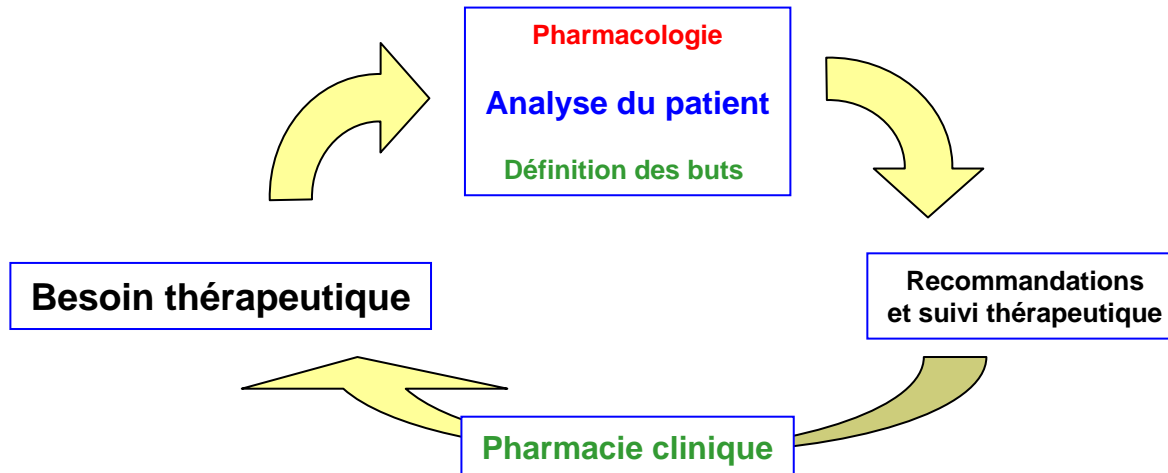 Pharmacologie
Analyse du patient
Définition des buts
Besoin thérapeutique
Recommandations
et suivi thérapeutique
Pharmacie clinique